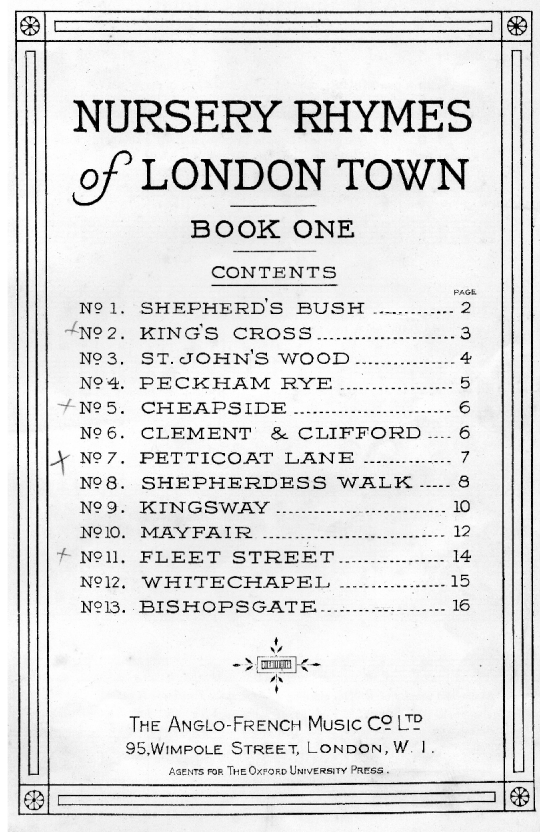 NURSERY RHYMES
of LONDON TOWN
BOOK ONE
CONTENTS
PAGE
Nº 1. SHEPHERD'S BUSH ............ 2
Nº 2. KING'S CROSS .................... 3
Nº 3. ST. JOHN'S WOOD ............... 4
Nº 4. PECKHAM RYE ................. 5
Nº 5. CHEAPSIDE ........................ 6
Nº 6. CLEMENT & CLIFFORD .... 6
Nº 7. PETTICOAT LANE ............. 7
Nº 8. SHEPHERDESS WALK ..... 8
Nº 9. KINGSWAY .......................... 10
Nº 10. MAYFAIR ............................ 12
Nº 11. FLEET STREET ................. 14
Nº 12. WHITECHAPEL ................ 15
Nº 13. BISHOPSGATE ................... 16
THE ANGLO-FRENCH MUSIC Cº LTD
95, WIMPOLE STREET, LONDON, W. 1.
AGENTS FOR THE OXFORD UNIVERSITY PRESS.